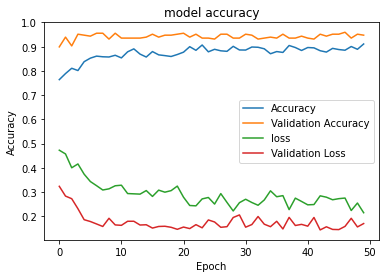 model accuracy
1.0
0.9
0.8
0.7
0.6
0.5
0.4
0.3
0.2
Accuracy
Accuracy
Validation Accuracy
loss
Validation Loss
0 10 20 30 40 50
Epoch